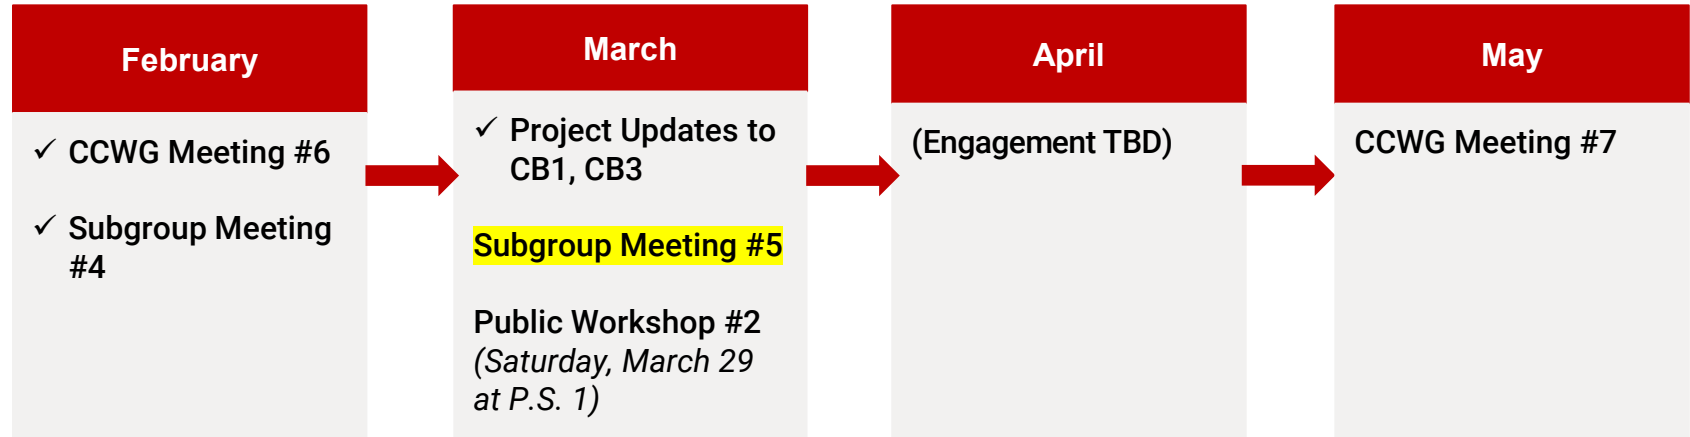 February
✓ CCWG Meeting #6
✓ Subgroup Meeting
#4
March
✓ Project Updates to
CB1, CB3
Subgroup Meeting #5
Public Workshop #2
(Saturday, March 29
at P.S. 1)
April
(Engagement TBD)
May
CCWG Meeting #7